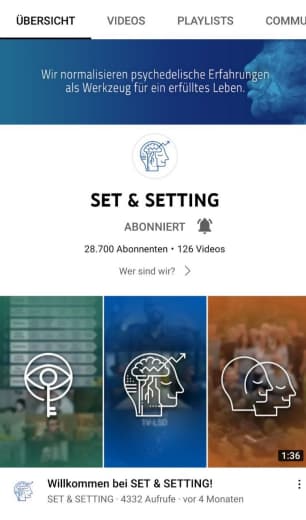 ÜBERSICHT VIDEOS PLAYLISTS COMMU
Wir normalisieren psychedelische Erfahrungen
als Werkzeug für ein erfülltes Leben.
SET & SETTING
ABONNIERT
28.700 Abonnenten • 126 Videos
Wer sind wir?
1:36
Willkommen bei SET & SETTING!
SET & SETTING · 4332 Aufrufe · vor 4 Monaten